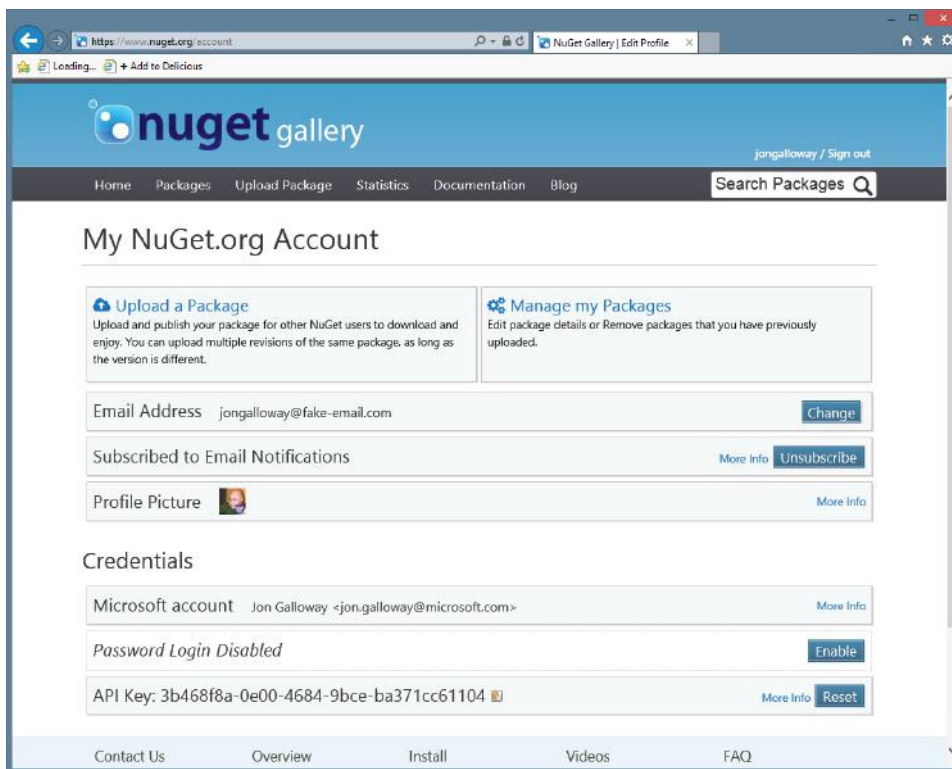 https://www.nuget.org/account
NuGet Gallery | Edit Profile
Loading... + Add to Delicious
nuget gallery
jongalloway / Sign out
Home Packages Upload Package Statistics Documentation Blog Search Packages
My NuGet.org Account
Upload a Package
Upload and publish your package for other NuGet users to download and
enjoy. You can upload multiple revisions of the same package, as long as
the version is different.
Manage my Packages
Edit package details or Remove packages that you have previously
uploaded.
Email Address jongalloway@fake-email.com Change
Subscribed to Email Notifications More Info Unsubscribe
Profile Picture More Info
Credentials
Microsoft account Jon Galloway <jon.galloway@microsoft.com> More Info
Password Login Disabled Enable
API Key: 3b468f8a-0e00-4684-9bce-ba371cc61104 More Info Reset
Contact Us Overview Install Videos FAQ